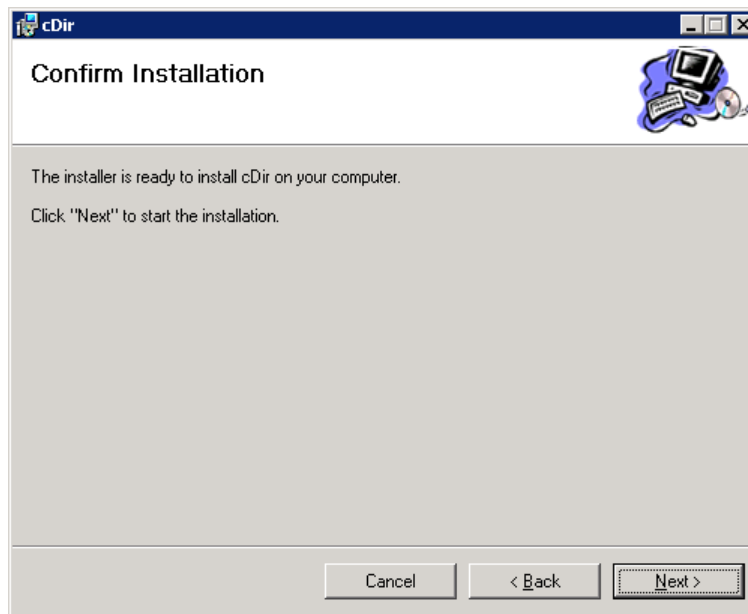 cDir
Confirm Installation
The installer is ready to install cDir on your computer.
Click "Next" to start the installation.
Cancel
< Back
Next >